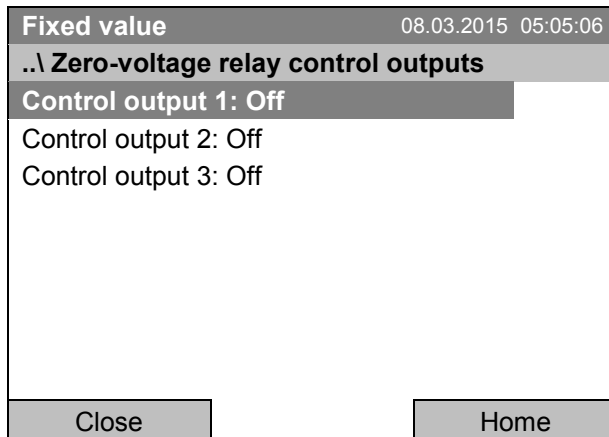 Fixed value 08.03.2015 05:05:06
..\ Zero-voltage relay control outputs
Control output 1: Off
Control output 2: Off
Control output 3: Off
Close Home